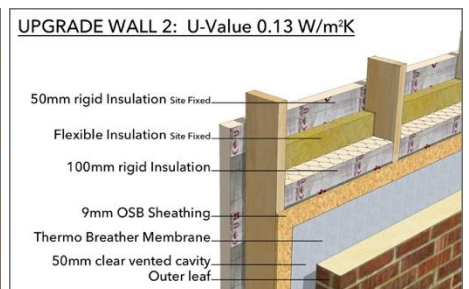 UPGRADE WALL 2: U-Value 0.13 W/m²K
50mm rigid Insulation Site Fixed
Flexible Insulation Site Fixed
100mm rigid Insulation
9mm OSB Sheathing
Thermo Breather Membrane
50mm clear vented cavity
Outer leaf